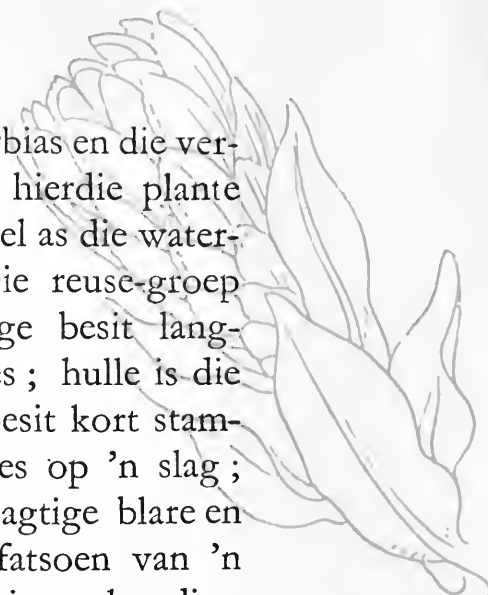 bias en die ver-
hierdie plante
el as die water-
ie reuse-groep
ge besit lang-
es ; hulle is die
esit kort stam-
es op 'n slag ;
agtige blare en
fatsoen van 'n